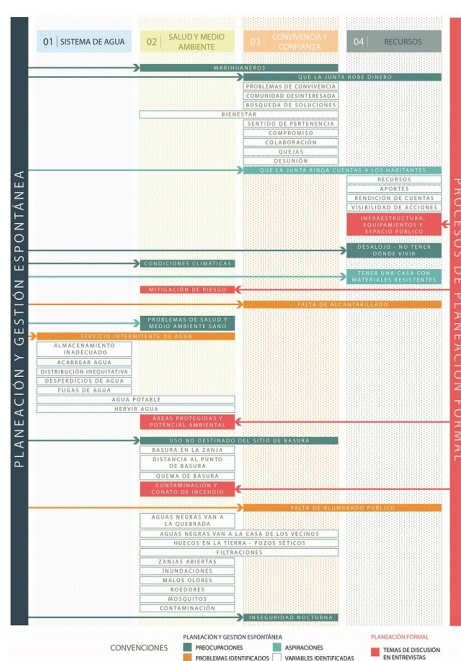 01 | SISTEMA DE AGUA
02 | SALUD Y MEDIO
AMBIENTE
03 | CONVIVENCIA Y
CONFIANZA
04 | RECURSOS
PLANEACIÓN Y GESTIÓN ESPONTÁNEA
PROCESOS DE PLANEACIÓN FORMAL
MARIHUANEROS
QUE LA JUNTA ROBE DINERO
PROBLEMAS DE CONVIVENCIA
COMUNIDAD DESINTERESADA
BÚSQUEDA DE SOLUCIONES
BIENESTAR
SENTIDO DE PERTENENCIA
COMPROMISO
COLABORACIÓN
QUEJAS
DESUNIÓN
QUE LA JUNTA RINDA CUENTAS A LOS HABITANTES
RECURSOS
APORTES
RENDICIÓN DE CUENTAS
VISIBILIDAD DE ACCIONES
INFRAESTRUCTURA,
EQUIPAMIENTOS Y
ESPACIO PÚBLICO
DESALOJO - NO TENER
DÓNDE VIVIR
CONDICIONES CLIMÁTICAS
TENER UNA CASA CON
MATERIALES RESISTENTES
MITIGACIÓN DE RIESGO
FALTA DE ALCANTARILLADO
PROBLEMAS DE SALUD Y
MEDIO AMBIENTE SANO
SERVICIO INTERMITENTE DE AGUA
ALMACENAMIENTO
INADECUADO
ACARREAR AGUA
DISTRIBUCIÓN INEQUITATIVA
DESPERDICIOS DE AGUA
FUGAS DE AGUA
AGUA POTABLE
HERVIR AGUA
ÁREAS PROTEGIDAS Y
POTENCIAL AMBIENTAL
USO NO DESTINADO DEL SITIO DE BASURA
BASURA EN LA ZANJA
DISTANCIA AL PUNTO
DE BASURA
QUEMA DE BASURA
CONTAMINACIÓN Y
CONATO DE INCENDIO
FALTA DE ALUMBRADO PÚBLICO
AGUAS NEGRAS VAN A
LA QUEBRADA
AGUAS NEGRAS VAN A LA CASA DE LOS VECINOS
HUECOS EN LA TIERRA - POZOS SÉTICOS
FILTRACIONES
ZANJAS ABIERTAS
INUNDACIONES
MALOS OLORES
ROEDORES
MOSQUITOS
CONTAMINACIÓN
INSEGURIDAD NOCTURNA
CONVENCIONES
PLANEACIÓN Y GESTIÓN ESPONTÁNEA
PREOCUPACIONES
ASPIRACIONES
PROBLEMAS IDENTIFICADOS
VARIABLES IDENTIFICADAS
PLANEACIÓN FORMAL
TEMAS DE DISCUSIÓN
EN ENTREVISTAS